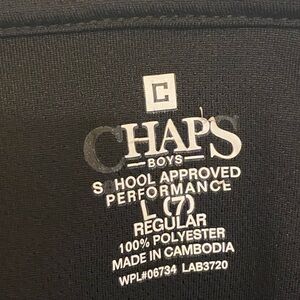 C
CHAPS
BOYS
S HOOL APPROVED
PERFORMANCE
L (7)
REGULAR
100% POLYESTER
MADE IN CAMBODIA
WPL#06734 LAB3720